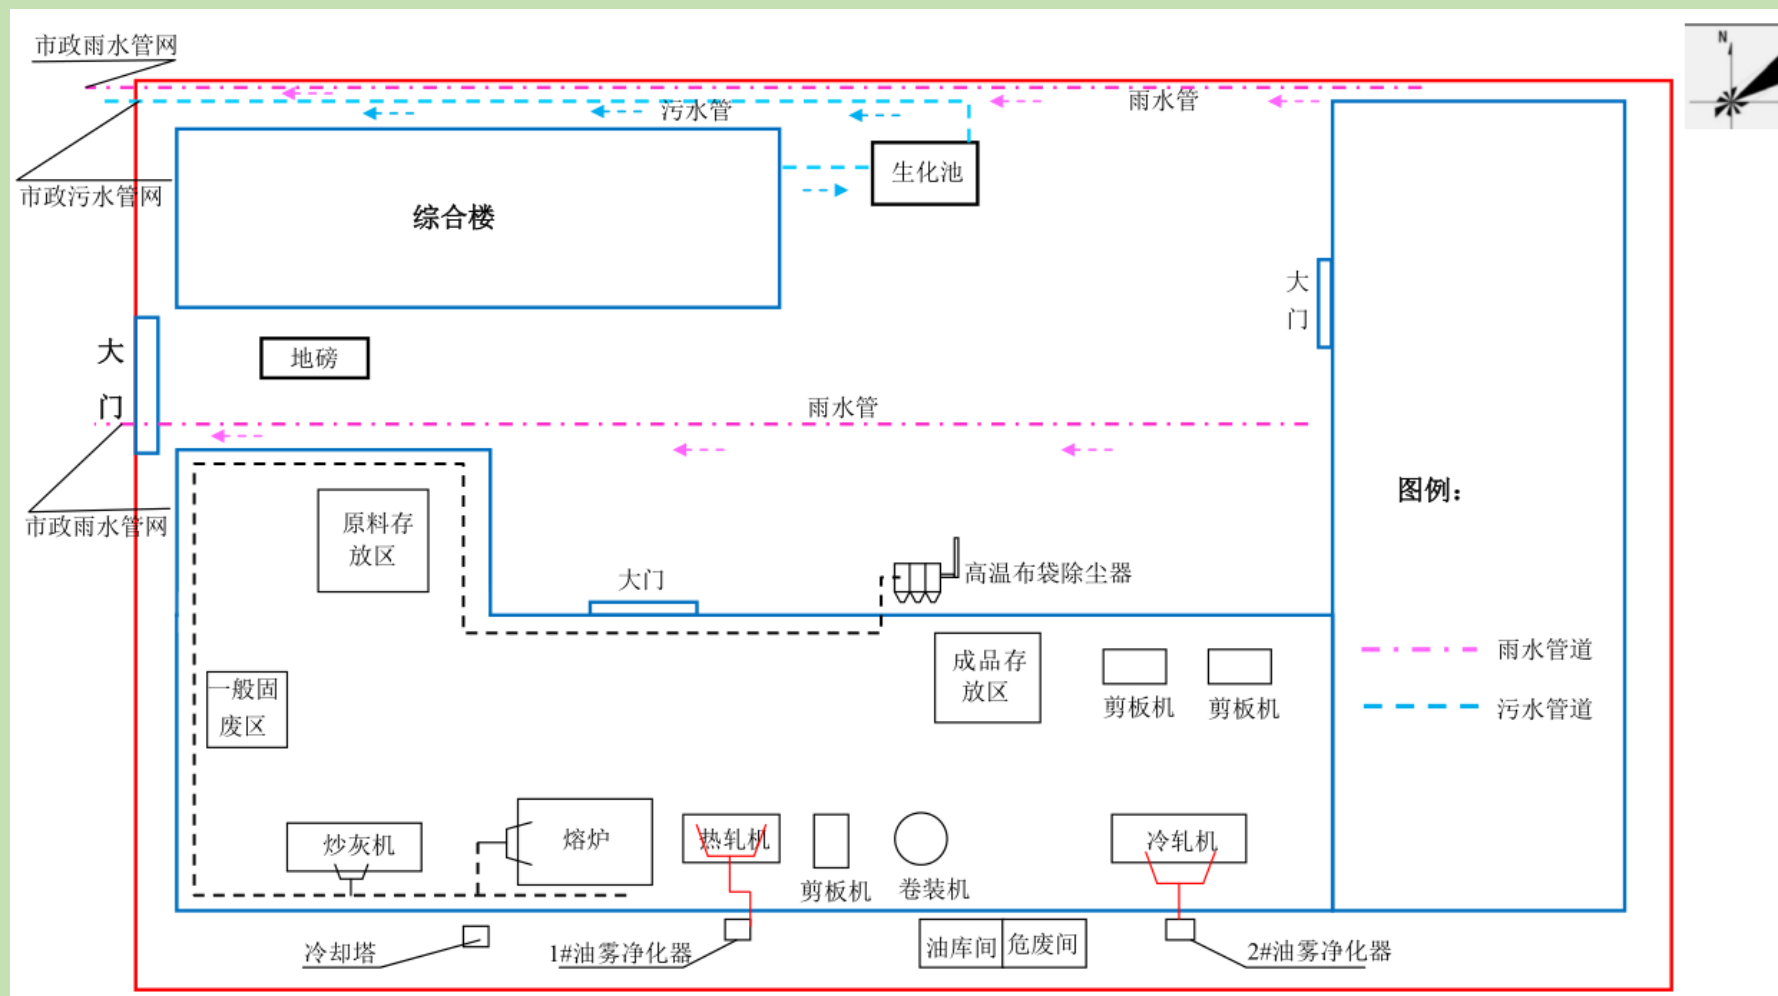 市政雨水管网
N
雨水管
污水管
生化池
市政污水管网
综合楼
大
门
大
门
地磅
雨水管
图例：
市政雨水管网
原料存
放区
大门
高温布袋除尘器
雨水管道
成品存
放区
一般固
废区
剪板机
剪板机
污水管道
炒灰机
熔炉
热轧机
冷轧机
剪板机
卷装机
冷却塔
1#油雾净化器
油库间
危废间
2#油雾净化器